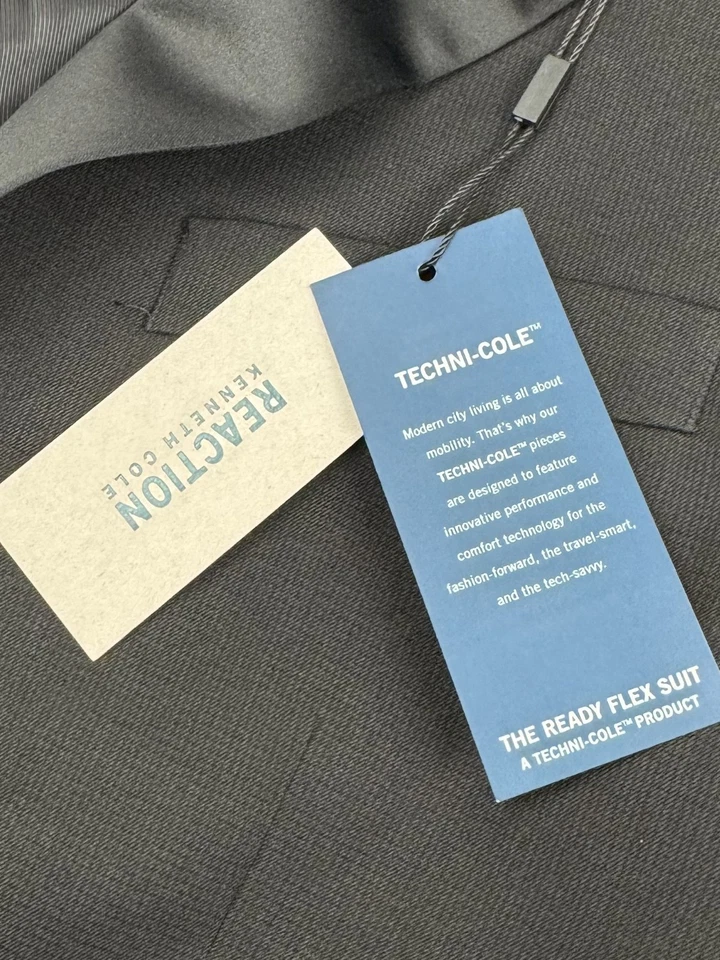 REACTION
KENNETH COLE
TECHNI-COLE™
Modern city living is all about
mobility. That's why our
TECHNI-COLE™ pieces
are designed to feature
innovative performance and
comfort technology for the
fashion-forward, the travel-smart,
and the tech-savvy.
THE READY FLEX SUIT
A TECHNI-COLE™ PRODUCT